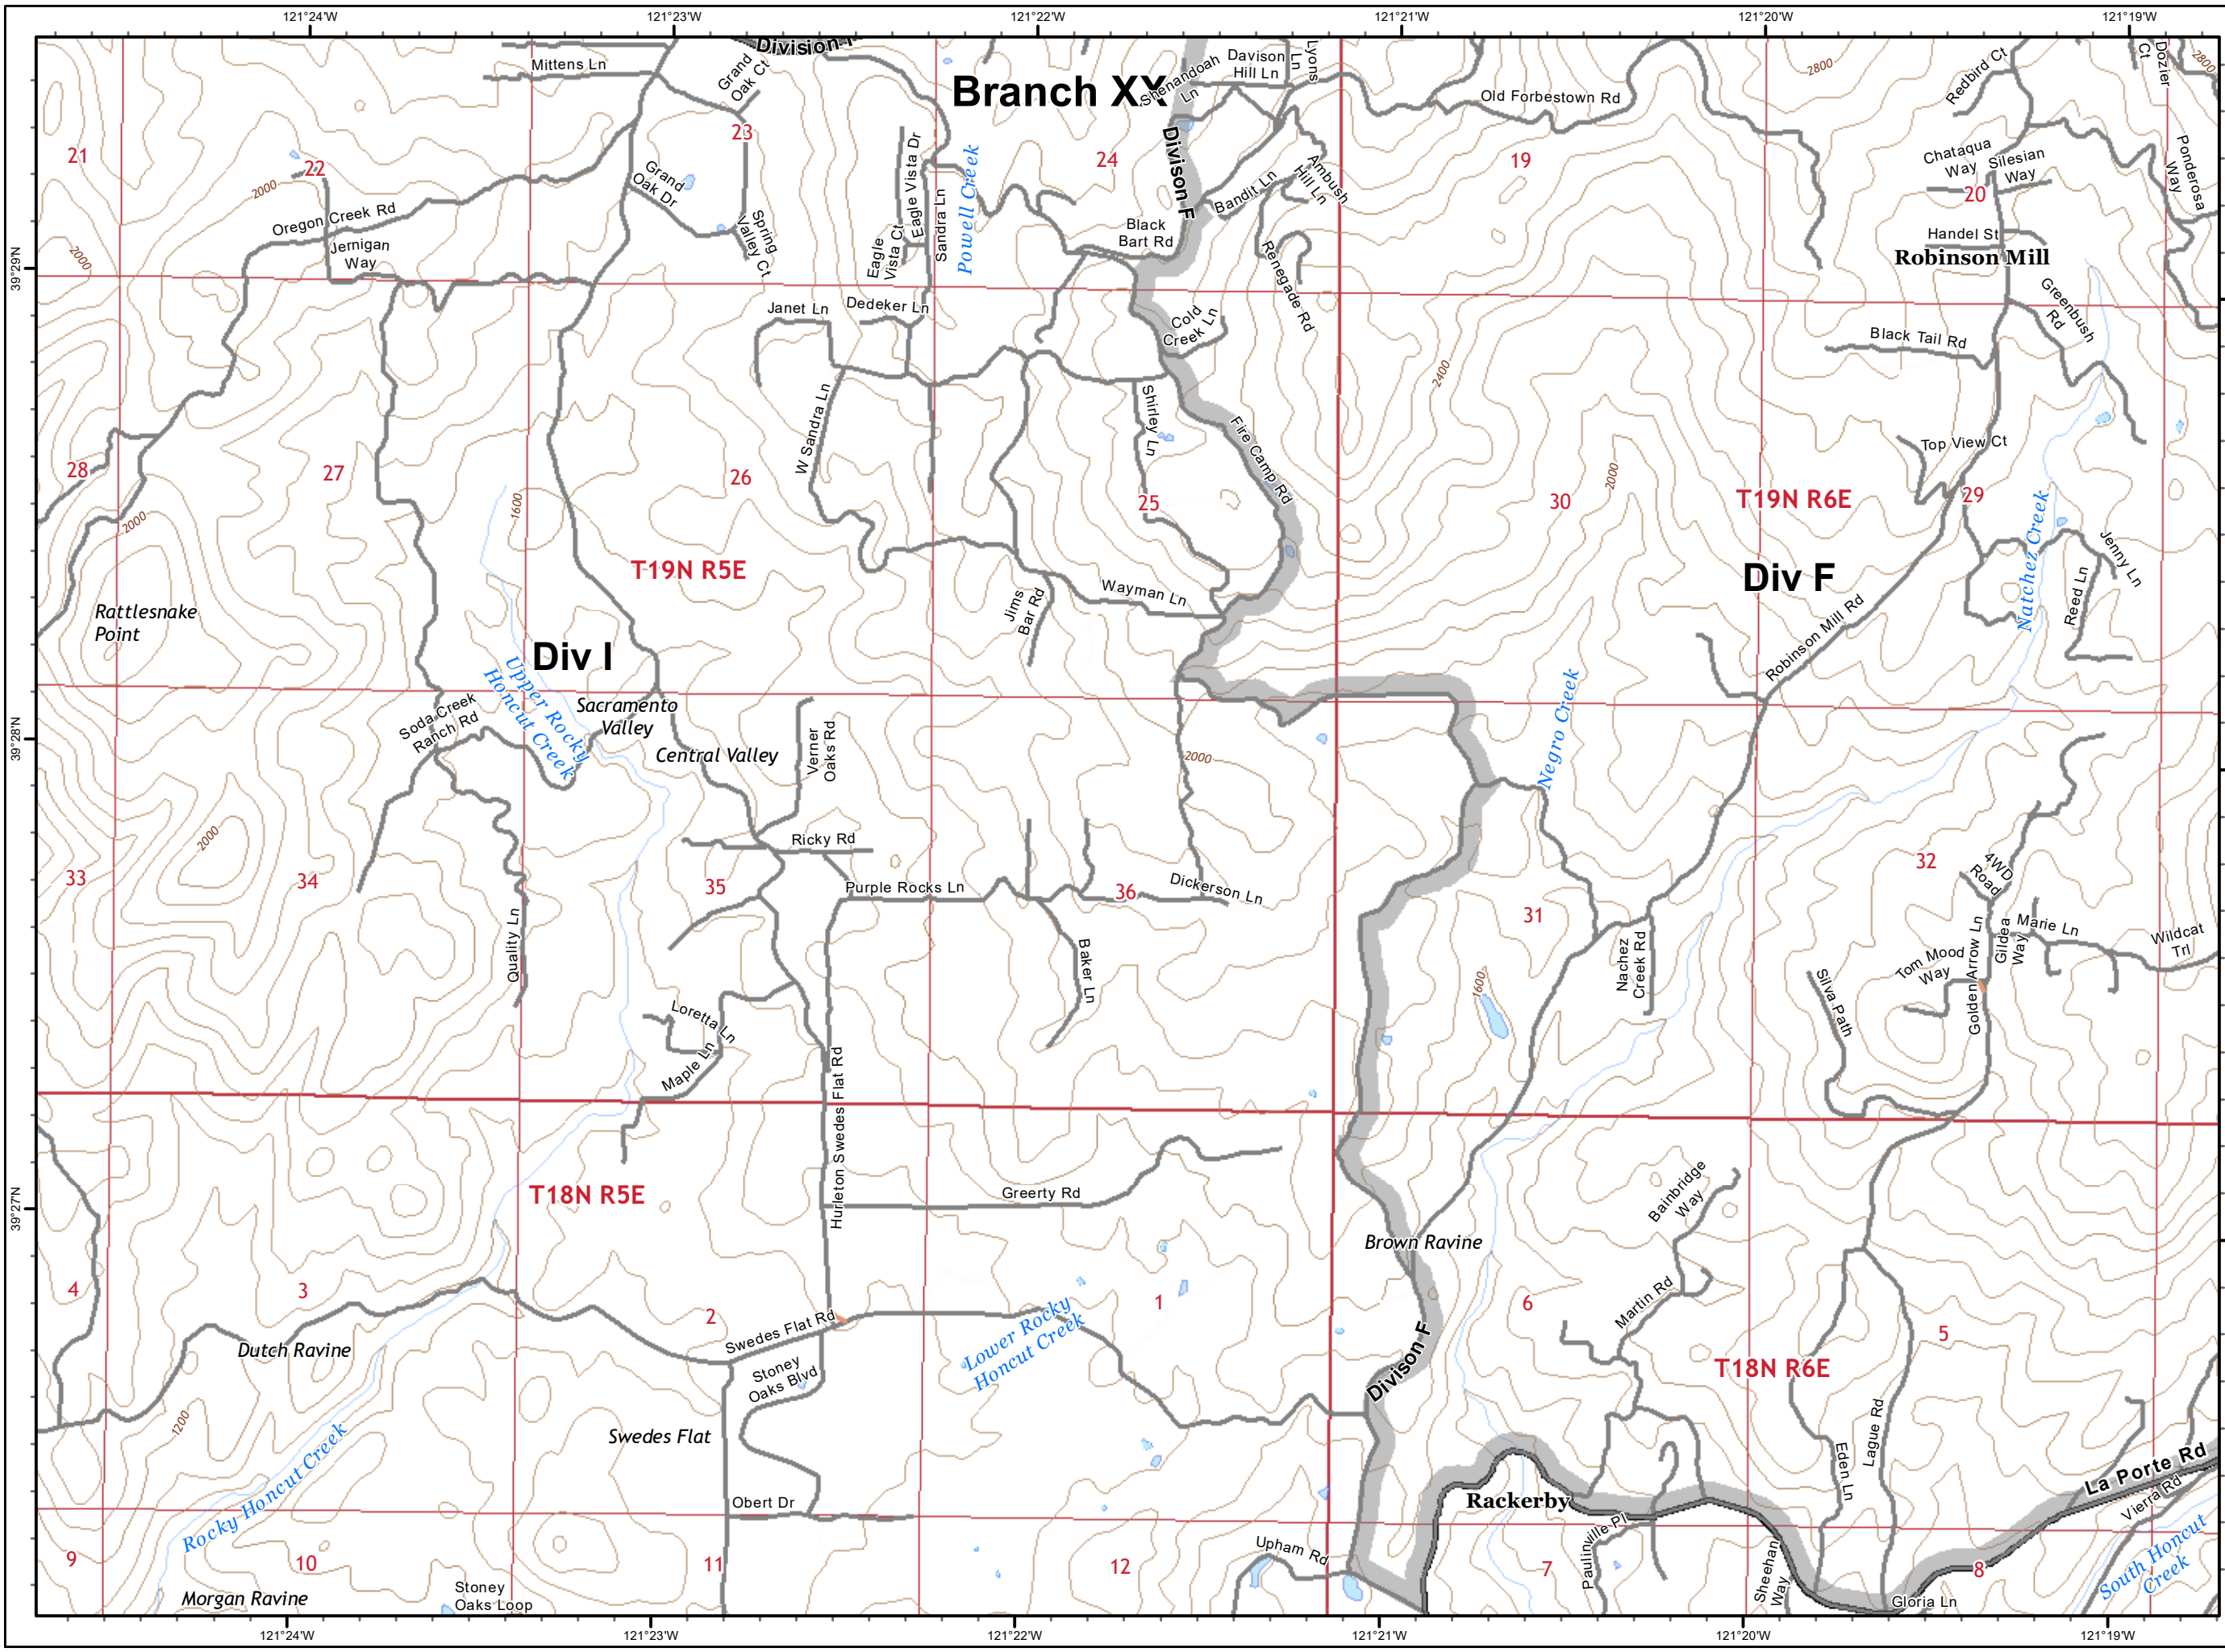 121°24'W
121°23'W
121°22'W
121°21'W
120°20'W
121°19'W
Mittens Ln
Grand
Oak Ct
Branch XX
Shenandoah
Ln
Davison
Hill Ln
Ln
Lyons
Old Forbestown Rd
2800
Redbird Ct
Ct
Dozier
2800
21
22
23
24
19
20
2000
Oregon Creek Rd
Jernigan
Way
Grand
Oak Dr
Spring
Valley Ct
Eagle Vista Dr
Eagle
Vista Ct
Sandra Ln
Powell Creek
Black
Bart Rd
Divison F
Bandit Ln
Ambush
Hill Ln
Renegade Rd
Chataqua
Way
Silesian
Way
Ponderosa
Way
Handel St
Robinson Mill
39°29'N
2000
Janet Ln
Dedeker Ln
Cold
Creek Ln
Greenbush
Rd
Black Tail Rd
2400
W Sandra Ln
Shirley Ln
Fire Camp Rd
Top View Ct
28
27
26
25
30
29
2000
1600
2000
T19N R5E
T19N R6E
Div F
Natchez Creek
Jenny Ln
Reed Ln
Rattlesnake
Point
Jims
Bar Rd
Wayman Ln
Robinson Mill Rd
Div I
Upper Rocky
Honcut Creek
Sacramento
Valley
Soda Creek
Ranch Rd
Central Valley
Verner
Oaks Rd
Negro Creek
39°28'N
2000
2000
Ricky Rd
Purple Rocks Ln
Dickerson Ln
33
34
35
36
31
32
4WD
Road
Quality Ln
Baker Ln
1600
Nachez
Creek Rd
Silva Path
Tom Mood
Way
Golden Arrow Ln
Gildea
Way
Marie Ln
Wildcat
Trl
Loretta Ln
Maple Ln
Hurleton Swedes Flat Rd
T18N R5E
Greerty Rd
39°27'N
Bainbridge
Way
Brown Ravine
4
3
2
1
6
5
Martin Rd
Dutch Ravine
Swedes Flat Rd
Stoney
Oaks Blvd
Lower Rocky
Honcut Creek
Divison F
T18N R6E
1200
Swedes Flat
Eden Ln
Lague Rd
La Porte Rd
Vierra Rd
Rocky Honcut Creek
Obert Dr
Rackerby
Paulinville Pl
Upham Rd
Sheehan
Way
South Honcut
Creek
9
10
11
12
7
8
Morgan Ravine
Stoney
Oaks Loop
Gloria Ln
121°24'W
121°23'W
121°22'W
121°21'W
121°20'W
121°19'W